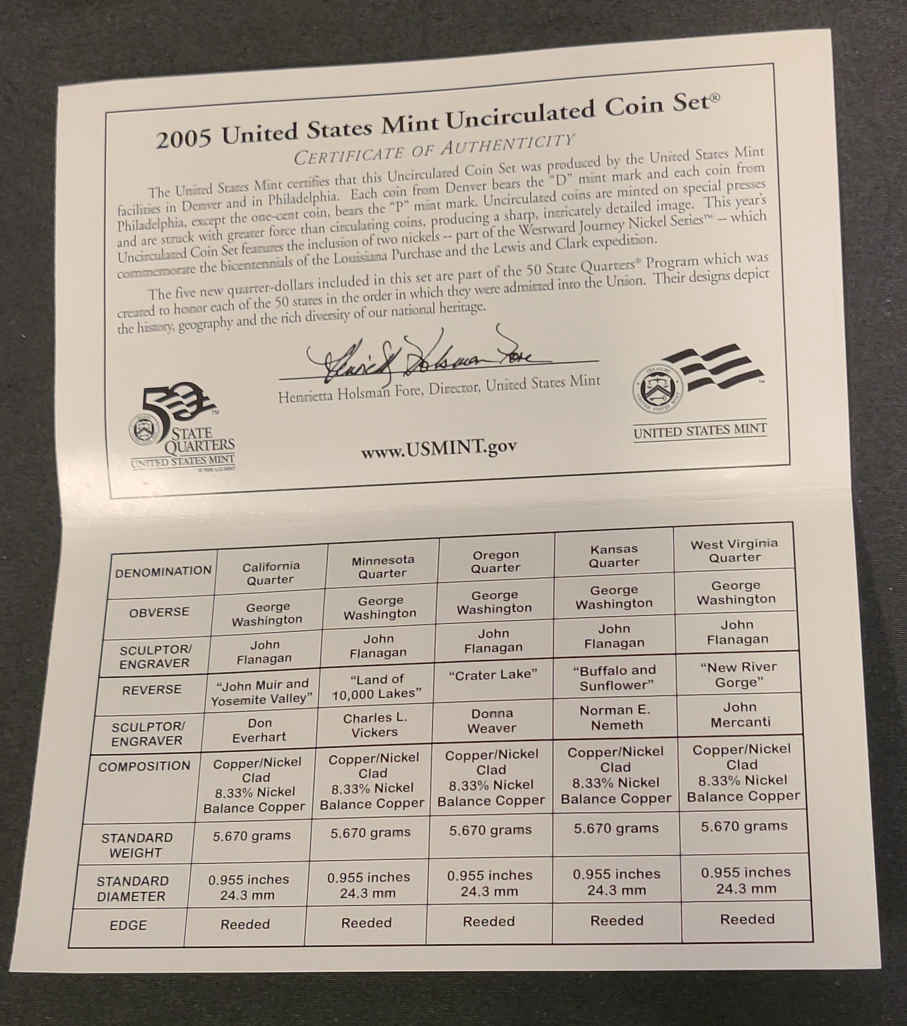 2005 United States Mint Uncirculated Coin Set®
CERTIFICATE OF AUTHENTICITY
The United States Mint certifies that this Uncirculated Coin Set was produced by the United States Mint
facilities in Denver and in Philadelphia. Each coin from Denver bears the "D" mint mark and each coin from
Philadelphia, except the one-cent coin, bears the "P" mint mark. Uncirculated coins are minted on special presses
and are struck with greater force than circulating coins, producing a sharp, intricately detailed image. This year's
Uncirculated Coin Set features the inclusion of two nickels -- part of the Westward Journey Nickel Series™ -- which
commemorate the bicentennials of the Louisiana Purchase and the Lewis and Clark expedition.
The five new quarter-dollars included in this set are part of the 50 State Quarters® Program which was
created to honor each of the 50 states in the order in which they were admitted into the Union. Their designs depict
the history, geography and the rich diversity of our national heritage.
Henrietta Holsman Fore
Henrietta Holsman Fore, Director, United States Mint
50™
STATE
QUARTERS
UNITED STATES MINT
www.USMINT.gov
UNITED STATES MINT
DENOMINATION California Quarter Minnesota Quarter Oregon Quarter Kansas Quarter West Virginia Quarter
OBVERSE George Washington George Washington George Washington George Washington George Washington
SCULPTOR/ENGRAVER John Flanagan John Flanagan John Flanagan John Flanagan John Flanagan
REVERSE "John Muir and Yosemite Valley" "Land of 10,000 Lakes" "Crater Lake" "Buffalo and Sunflower" "New River Gorge"
SCULPTOR/ENGRAVER Don Everhart Charles L. Vickers Donna Weaver Norman E. Nemeth John Mercanti
COMPOSITION Copper/Nickel Clad 8.33% Nickel Balance Copper Copper/Nickel Clad 8.33% Nickel Balance Copper Copper/Nickel Clad 8.33% Nickel Balance Copper Copper/Nickel Clad 8.33% Nickel Balance Copper Copper/Nickel Clad 8.33% Nickel Balance Copper
STANDARD WEIGHT 5.670 grams 5.670 grams 5.670 grams 5.670 grams 5.670 grams
STANDARD DIAMETER 0.955 inches 24.3 mm 0.955 inches 24.3 mm 0.955 inches 24.3 mm 0.955 inches 24.3 mm 0.955 inches 24.3 mm
EDGE Reeded Reeded Reeded Reeded Reeded